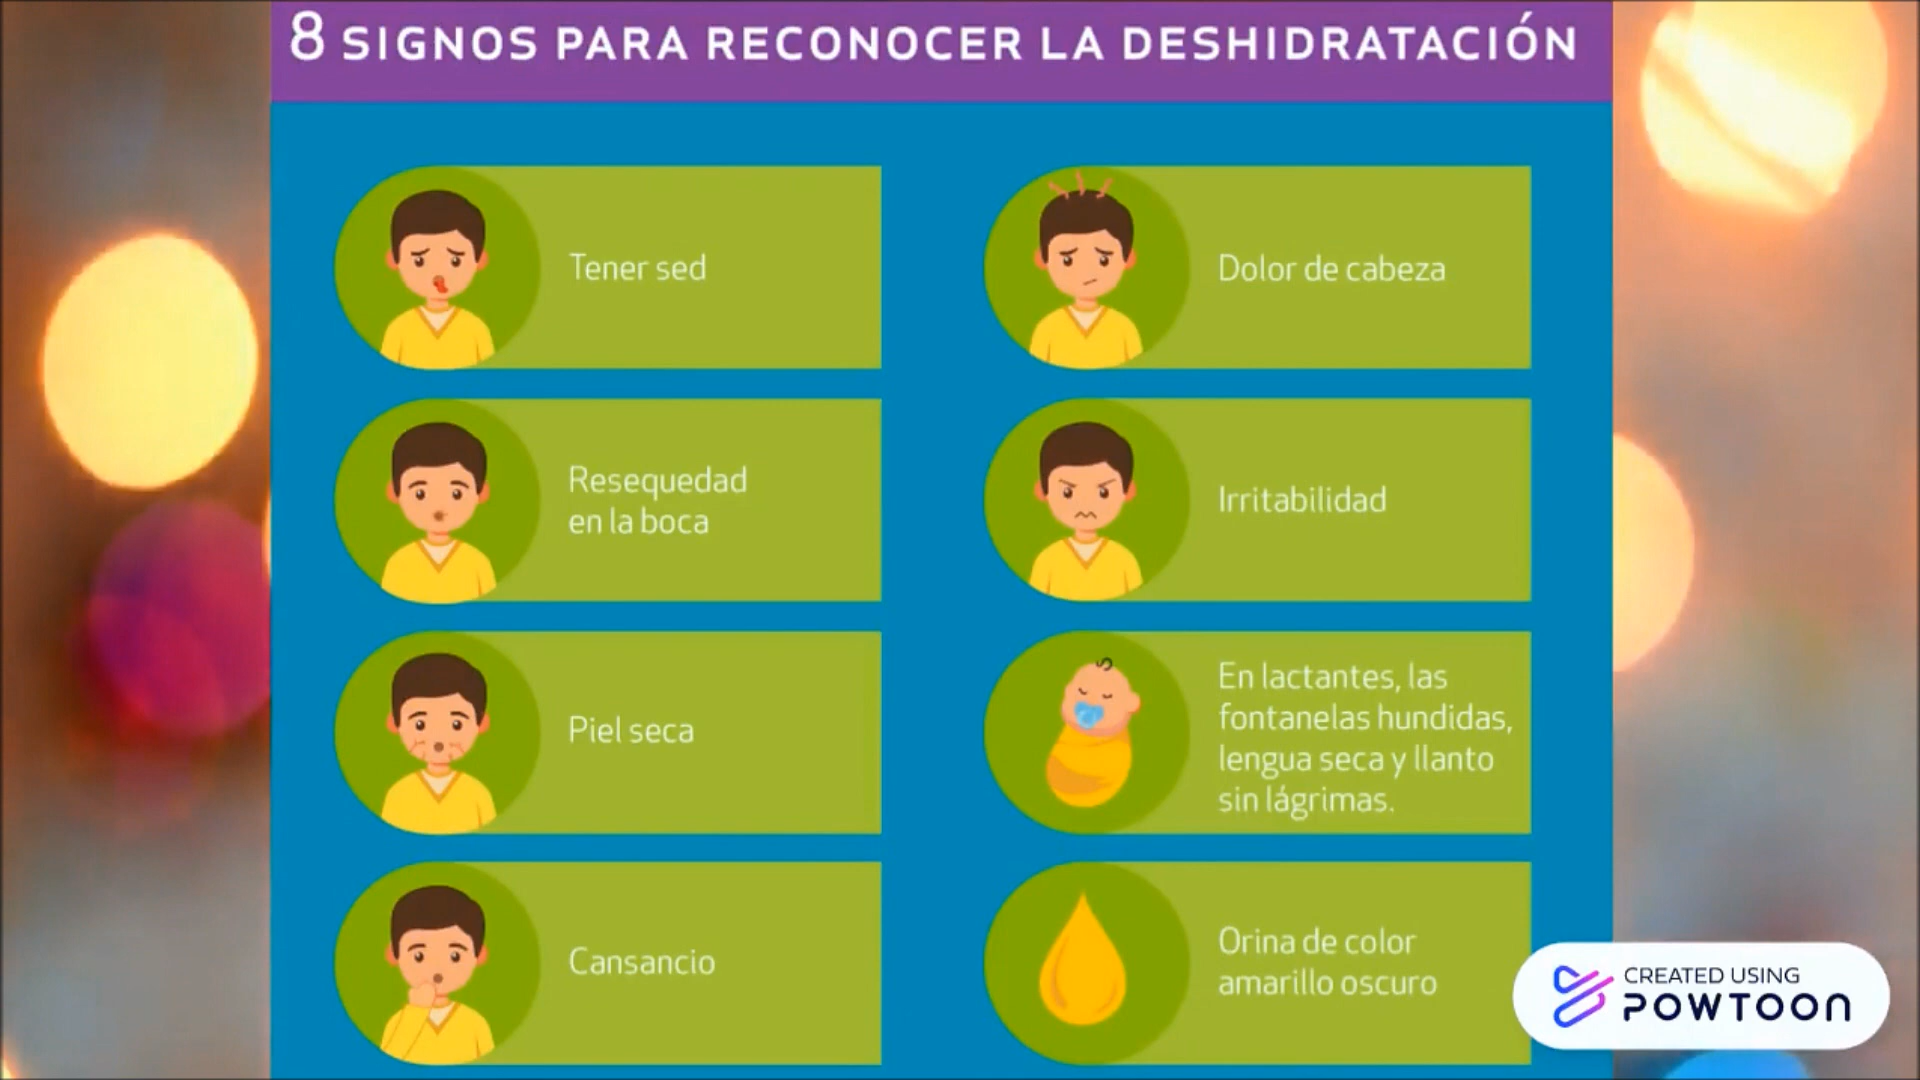 8 SIGNOS PARA RECONOCER LA DESHIDRATACIÓN
Tener sed
Resequedad
en la boca
Piel seca
Cansancio
Dolor de cabeza
Irritabilidad
En lactantes, las
fontanelas hundidas,
lengua seca y llanto
sin lágrimas.
Orina de color
amarillo oscuro
CREATED USING
POWTOON